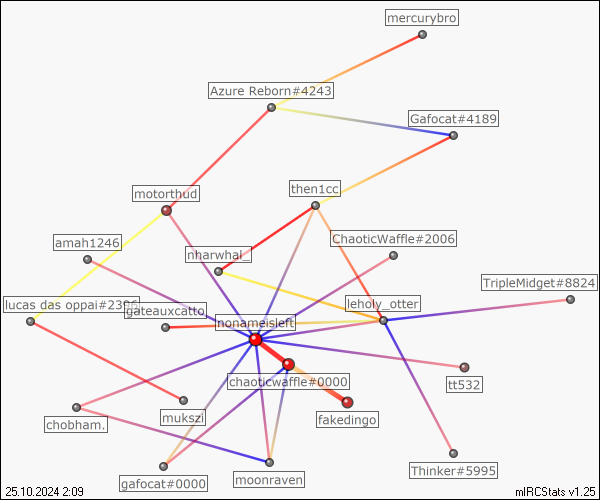 mercurybro
Azure Reborn#4243
Gafocat#4189
motorthud
then1cc
amah1246
ChaoticWaffle#2006
nharwhal_
TripleMidget#8824
lucas das oppai#2396
gateauxcatto
leholy_otter
nonameisleft
chaoticwaffle#0000
tt532
mukszi
fakedingo
chobham.
gafocat#0000
moonraven
Thinker#5995
25.10.2024 2:09
mIRCStats v1.25